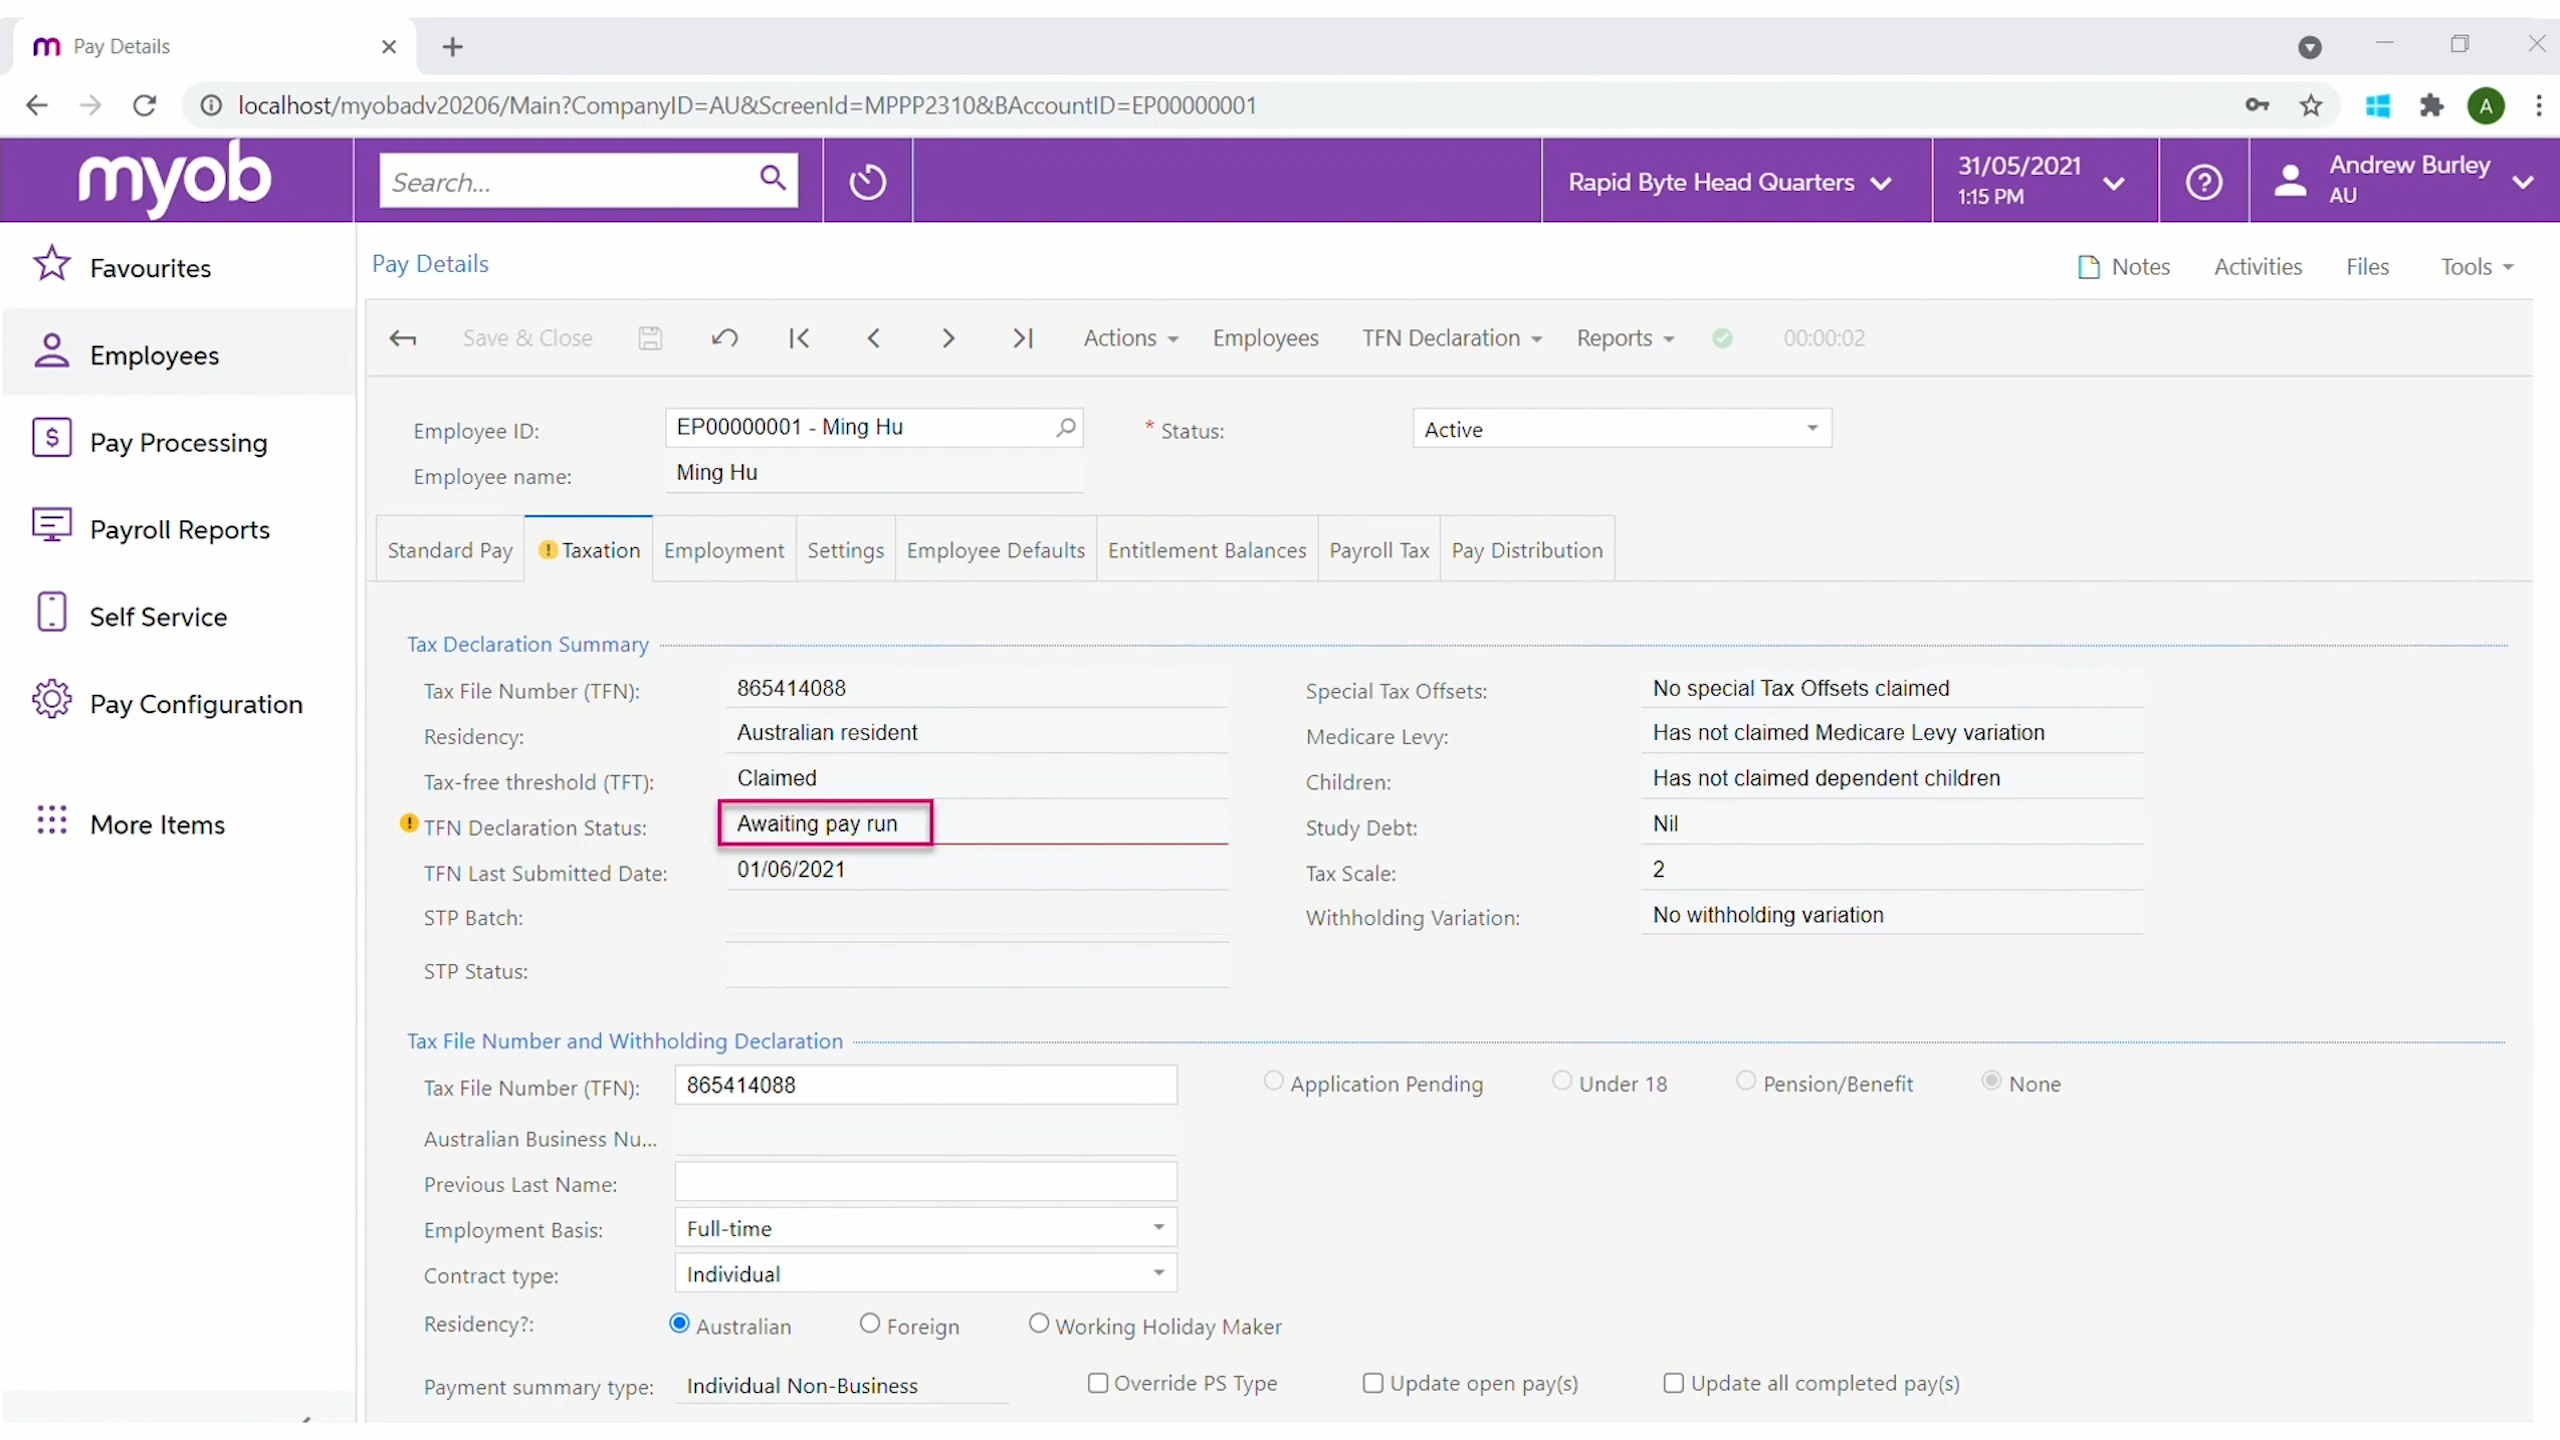 m Pay Details
localhost/myobadv20206/Main?CompanyID=AU&ScreenId=MPPP2310&BAccountID=EP00000001
A
myob
Search...
Rapid Byte Head Quarters
31/05/2021
1:15 PM
Andrew Burley
AU
Favourites
Employees
Pay Processing
Payroll Reports
Self Service
Pay Configuration
More Items
Pay Details
Notes Activities Files Tools
Save & Close Actions Employees TFN Declaration Reports 00:00:02
Employee ID: EP00000001 - Ming Hu * Status: Active
Employee name: Ming Hu
Standard Pay Taxation Employment Settings Employee Defaults Entitlement Balances Payroll Tax Pay Distribution
Tax Declaration Summary
Tax File Number (TFN): 865414088 Special Tax Offsets: No special Tax Offsets claimed
Residency: Australian resident Medicare Levy: Has not claimed Medicare Levy variation
Tax-free threshold (TFT): Claimed Children: Has not claimed dependent children
TFN Declaration Status: Awaiting pay run Study Debt: Nil
TFN Last Submitted Date: 01/06/2021 Tax Scale: 2
STP Batch: Withholding Variation: No withholding variation
STP Status:
Tax File Number and Withholding Declaration
Tax File Number (TFN): 865414088 Application Pending Under 18 Pension/Benefit None
Australian Business Nu...
Previous Last Name:
Employment Basis: Full-time
Contract type: Individual
Residency?: Australian Foreign Working Holiday Maker
Payment summary type: Individual Non-Business Override PS Type Update open pay(s) Update all completed pay(s)